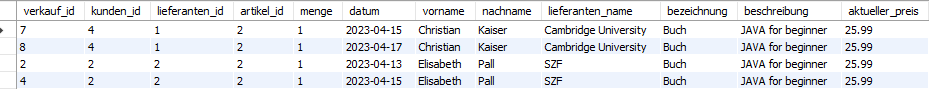 verkauf_id kunden_id lieferanten_id artikel_id menge datum vorname nachname lieferanten_name bezeichnung beschreibung aktueller_preis
7 4 1 2 1 2023-04-15 Christian Kaiser Cambridge University Buch JAVA for beginner 25.99
8 4 1 2 1 2023-04-17 Christian Kaiser Cambridge University Buch JAVA for beginner 25.99
2 2 2 2 1 2023-04-13 Elisabeth Pall SZF Buch JAVA for beginner 25.99
4 2 2 2 1 2023-04-15 Elisabeth Pall SZF Buch JAVA for beginner 25.99